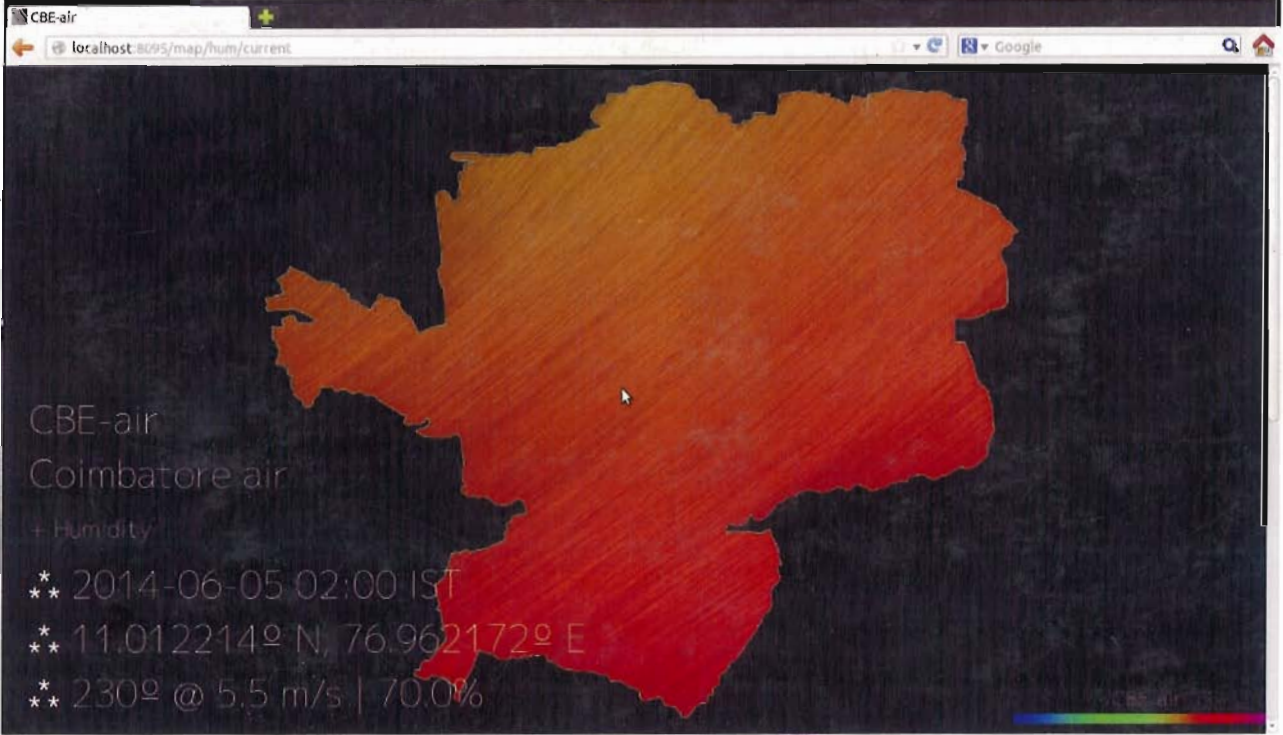 CBE-air
localhost:8095/map/hum/current
Google
CBE-air
Coimbatore air
+ Humidity
2014-06-05 02:00 IST
11.012214º N, 76.962172º E
230º @ 5.5 m/s | 70.0%